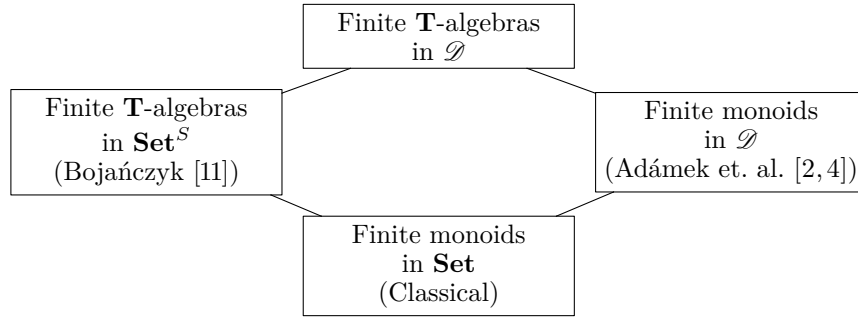 Finite T-algebras
in 𝒟
Finite T-algebras
in Set^S
(Bojańczyk [11])
Finite monoids
in 𝒟
(Adámek et. al. [2, 4])
Finite monoids
in Set
(Classical)